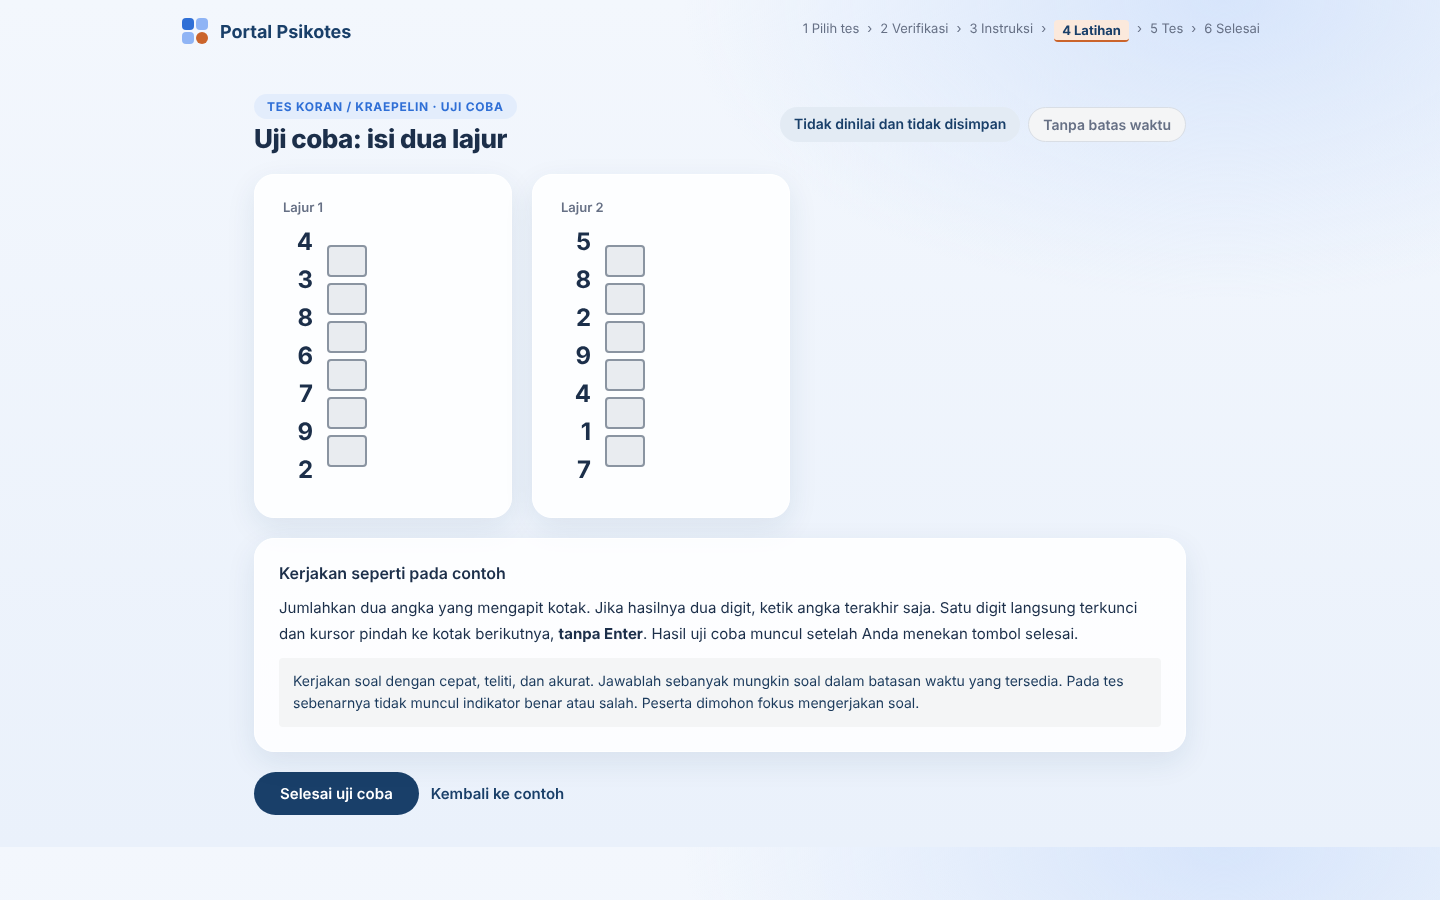 Portal Psikotes
1 Pilih tes › 2 Verifikasi › 3 Instruksi › 4 Latihan › 5 Tes › 6 Selesai
TES KORAN / KRAEPELIN · UJI COBA
Uji coba: isi dua lajur
Tidak dinilai dan tidak disimpan
Tanpa batas waktu
Lajur 1
4
3
8
6
7
9
2
Lajur 2
5
8
2
9
4
1
7
Kerjakan seperti pada contoh
Jumlahkan dua angka yang mengapit kotak. Jika hasilnya dua digit, ketik angka terakhir saja. Satu digit langsung terkunci
dan kursor pindah ke kotak berikutnya, tanpa Enter. Hasil uji coba muncul setelah Anda menekan tombol selesai.
Kerjakan soal dengan cepat, teliti, dan akurat. Jawablah sebanyak mungkin soal dalam batasan waktu yang tersedia. Pada tes
sebenarnya tidak muncul indikator benar atau salah. Peserta dimohon fokus mengerjakan soal.
Selesai uji coba
Kembali ke contoh